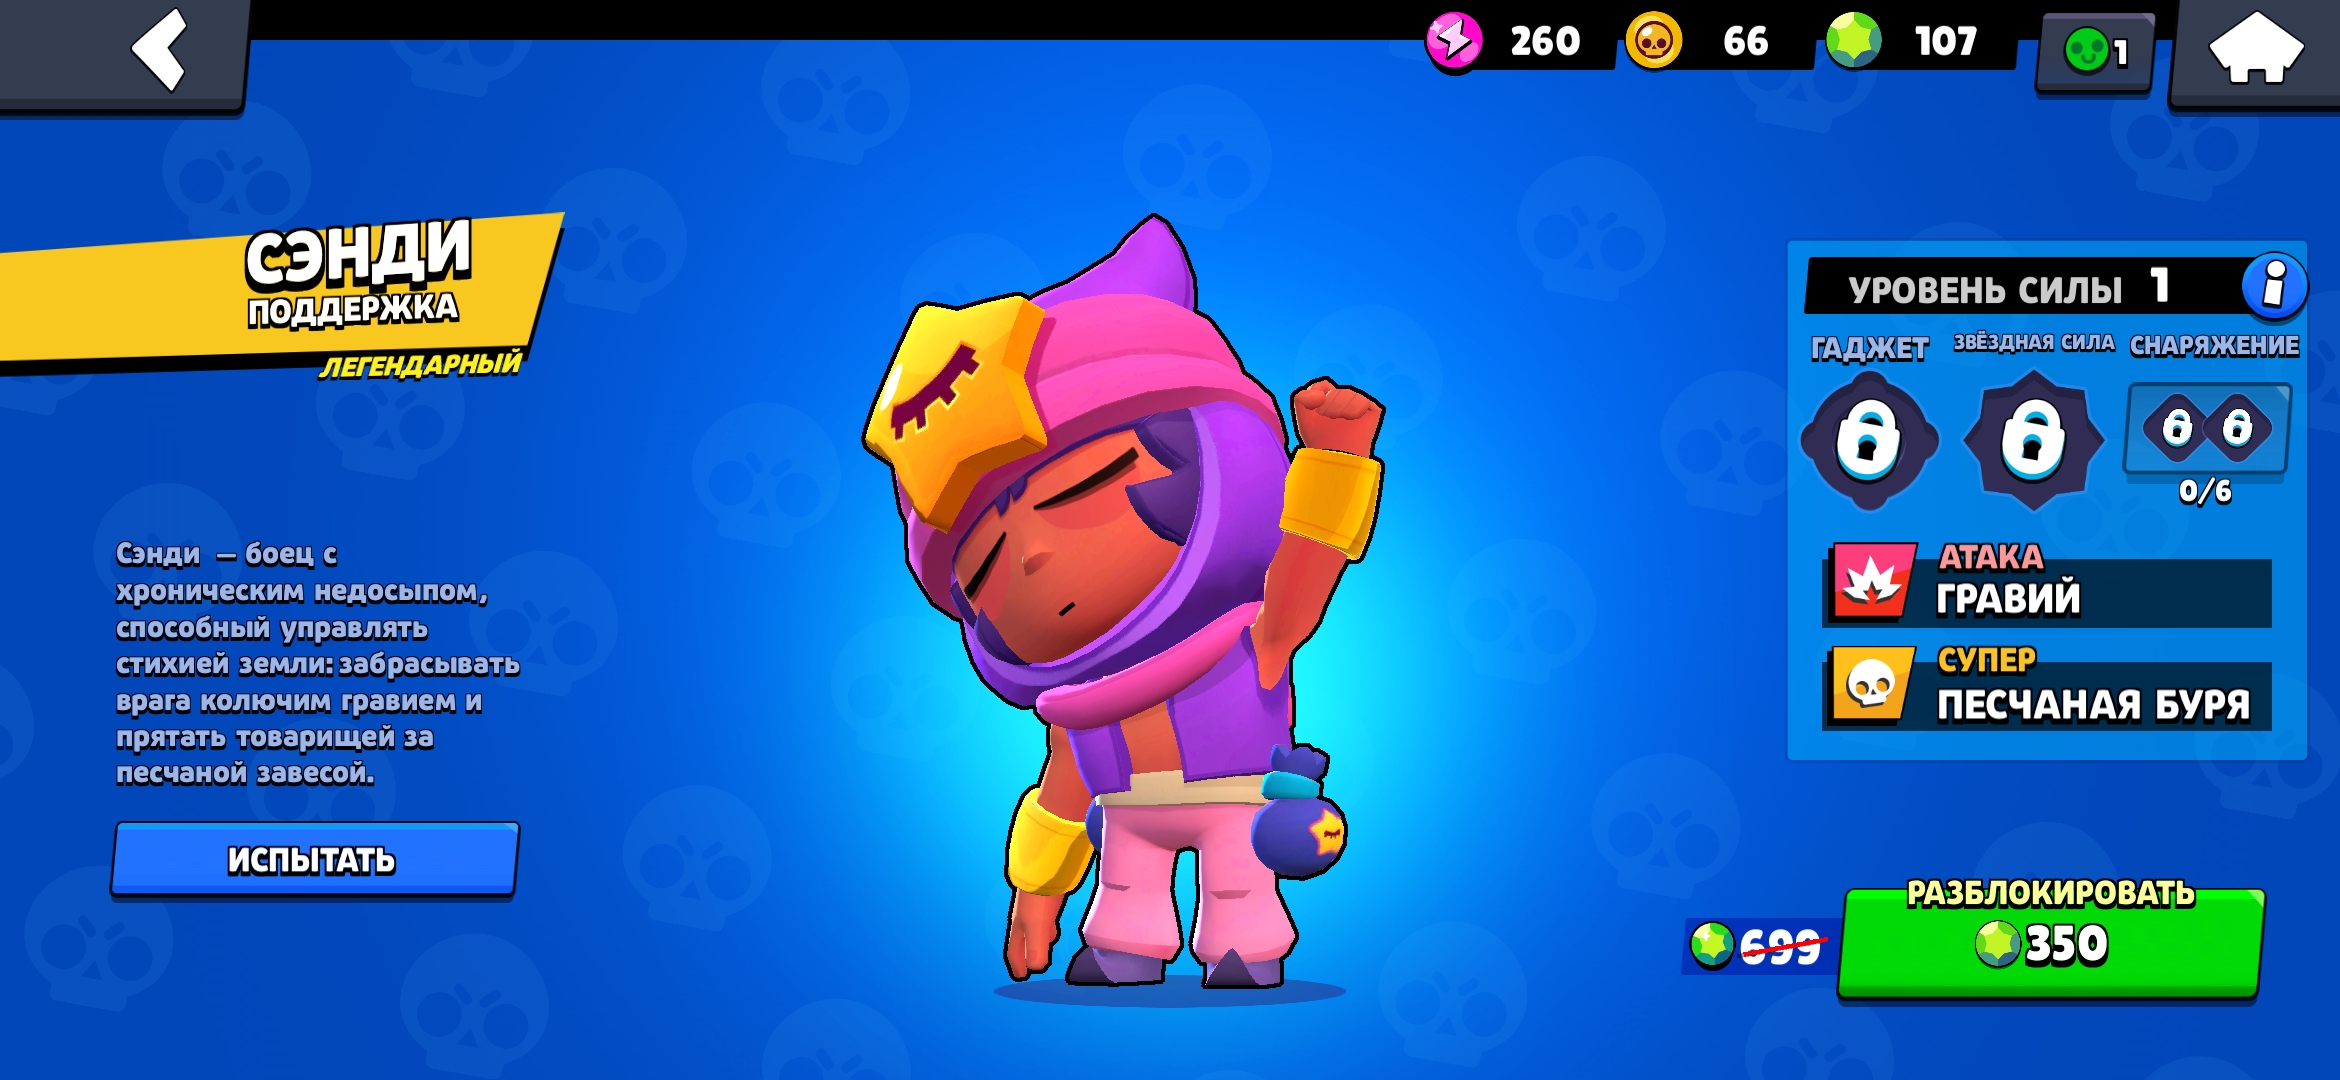 260
66
107
1
СЭНДИ
ПОДДЕРЖКА
ЛЕГЕНДАРНЫЙ
Сэнди – боец с
хроническим недосыпом,
способный управлять
стихией земли: забрасывать
врага колючим гравием и
прятать товарищей за
песчаной завесой.
ИСПЫТАТЬ
УРОВЕНЬ СИЛЫ 1
ГАДЖЕТ
ЗВЁЗДНАЯ СИЛА
СНАРЯЖЕНИЕ
0/6
АТАКА
ГРАВИЙ
СУПЕР
ПЕСЧАНАЯ БУРЯ
699
РАЗБЛОКИРОВАТЬ
350